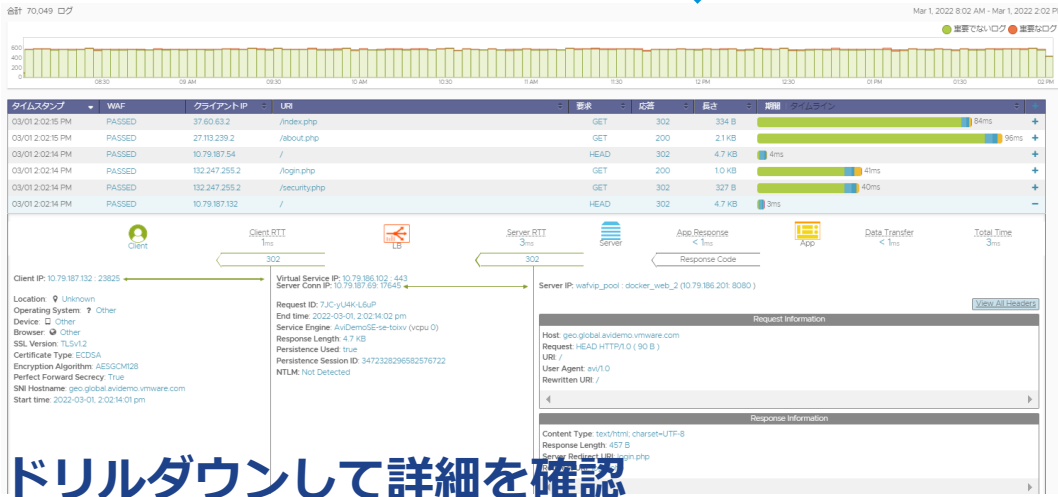 合計 70,049 ログ
Mar 1, 2022 8:02 AM - Mar 1, 2022 2:02 P
重要でないログ 重要なログ
600
400
200
0
08:30 09 AM 09:30 10 AM 10:30 11 AM 11:30 12 PM 12:30 01 PM 01:30 02 PM
タイムスタンプ WAF クライアント IP URI 要求 応答 長さ 期間 タイムライン
03/01 2:02:15 PM PASSED 37.60.63.2 /index.php GET 302 334 B 84ms
03/01 2:02:15 PM PASSED 27.113.239.2 /about.php GET 200 2.1 KB 96ms
03/01 2:02:14 PM PASSED 10.79.187.54 / HEAD 302 4.7 KB 4ms
03/01 2:02:14 PM PASSED 132.247.255.2 /login.php GET 200 1.0 KB 41ms
03/01 2:02:14 PM PASSED 132.247.255.2 /security.php GET 302 327 B 40ms
03/01 2:02:14 PM PASSED 10.79.187.132 / HEAD 302 4.7 KB 3ms
Client
Client RTT
1ms
LB
Server RTT
3ms
Server
App Response
< 1ms
App
Data Transfer
< 1ms
Total Time
3ms
302
302
Response Code
Client IP: 10.79.187.132 : 23825
Location: Unknown
Operating System: ? Other
Device: Other
Browser: Other
SSL Version: TLSv1.2
Certificate Type: ECDSA
Encryption Algorithm: AESGCM128
Perfect Forward Secrecy: True
SNI Hostname: geo.global.avidemo.vmware.com
Start time: 2022-03-01, 2:02:14:01 pm
Virtual Service IP: 10.79.186.102 : 443
Server Conn IP: 10.79.187.69: 17645
Request ID: 7JC-yU4K-L6uP
End time: 2022-03-01, 2:02:14:02 pm
Service Engine: AviDemoSE-se-toixv (vcpu 0)
Response Length: 4.7 KB
Persistence Used: true
Persistence Session ID: 3472328296582576722
NTLM: Not Detected
Server IP: wafvip_pool : docker_web_2 (10.79.186.201: 8080 )
View All Headers
Request Information
Host: geo.global.avidemo.vmware.com
Request: HEAD HTTP/1.0 ( 90 B )
URI: /
User Agent: avi/1.0
Rewritten URI: /
Response Information
Content Type: text/html; charset=UTF-8
Response Length: 457 B
Server Redirect URI: login.php
ドリルダウンして詳細を確認